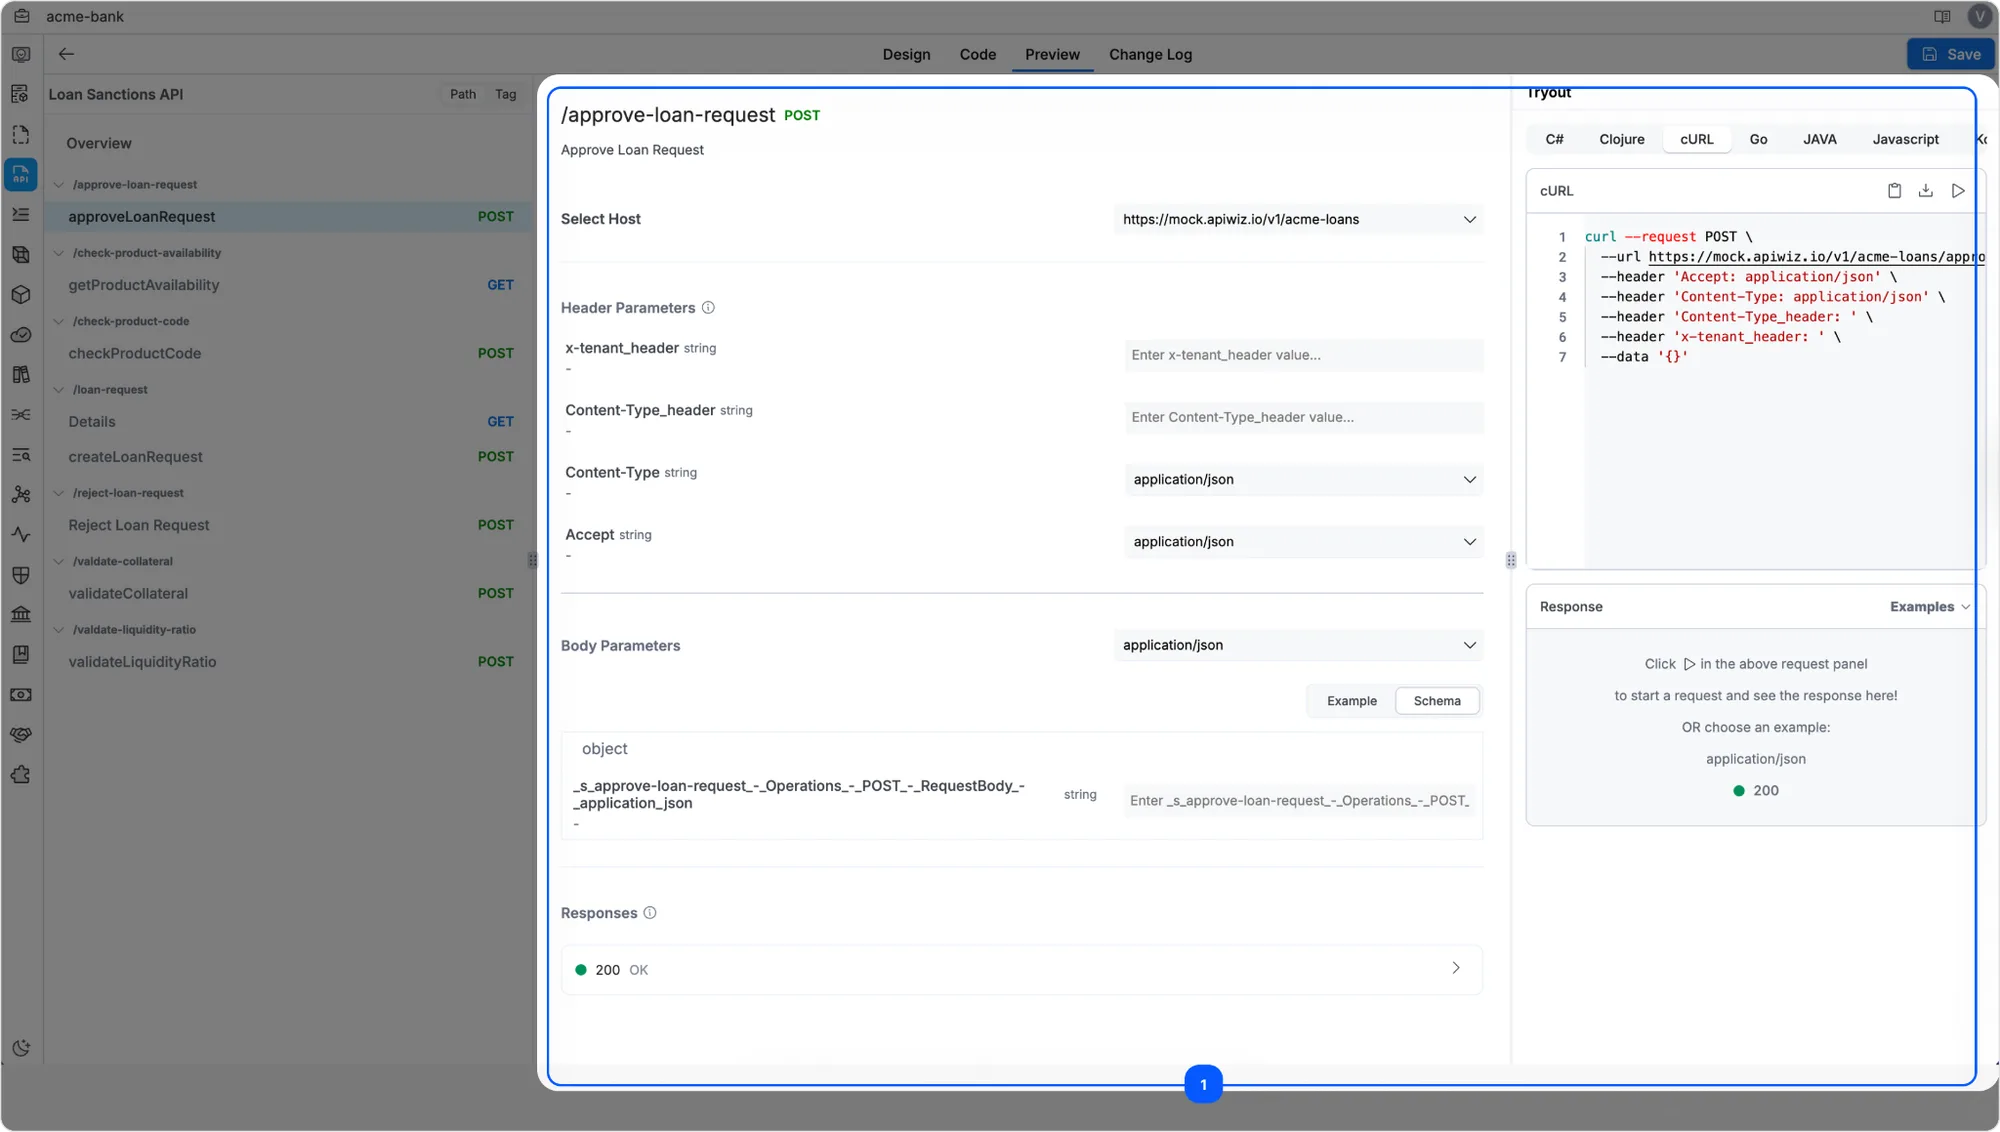 acme-bank
V
Design
Code
Preview
Change Log
Save
Loan Sanctions API
Path
Tag
Overview
/approve-loan-request
approveLoanRequest POST
/check-product-availability
getProductAvailability GET
/check-product-code
checkProductCode POST
/loan-request
Details GET
createLoanRequest POST
/reject-loan-request
Reject Loan Request POST
/valdate-collateral
validateCollateral POST
/valdate-liquidity-ratio
validateLiquidityRatio POST
API
/approve-loan-request POST
Approve Loan Request
Select Host
https://mock.apiwiz.io/v1/acme-loans
Header Parameters
x-tenant_header string
-
Enter x-tenant_header value...
Content-Type_header string
-
Enter Content-Type_header value...
Content-Type string
-
application/json
Accept string
-
application/json
Body Parameters
application/json
Example
Schema
object
_s_approve-loan-request_-_Operations_-_POST_-_RequestBody_-
_application_json
-
string
Enter _s_approve-loan-request_-_Operations_-_POST_
Responses
200 OK
Tryout
C#
Clojure
cURL
Go
JAVA
Javascript
Ko
cURL
1 curl --request POST \
2 --url https://mock.apiwiz.io/v1/acme-loans/appro
3 --header 'Accept: application/json' \
4 --header 'Content-Type: application/json' \
5 --header 'Content-Type_header: ' \
6 --header 'x-tenant_header: ' \
7 --data '{}'
Response
Examples
Click in the above request panel
to start a request and see the response here!
OR choose an example:
application/json
200
1